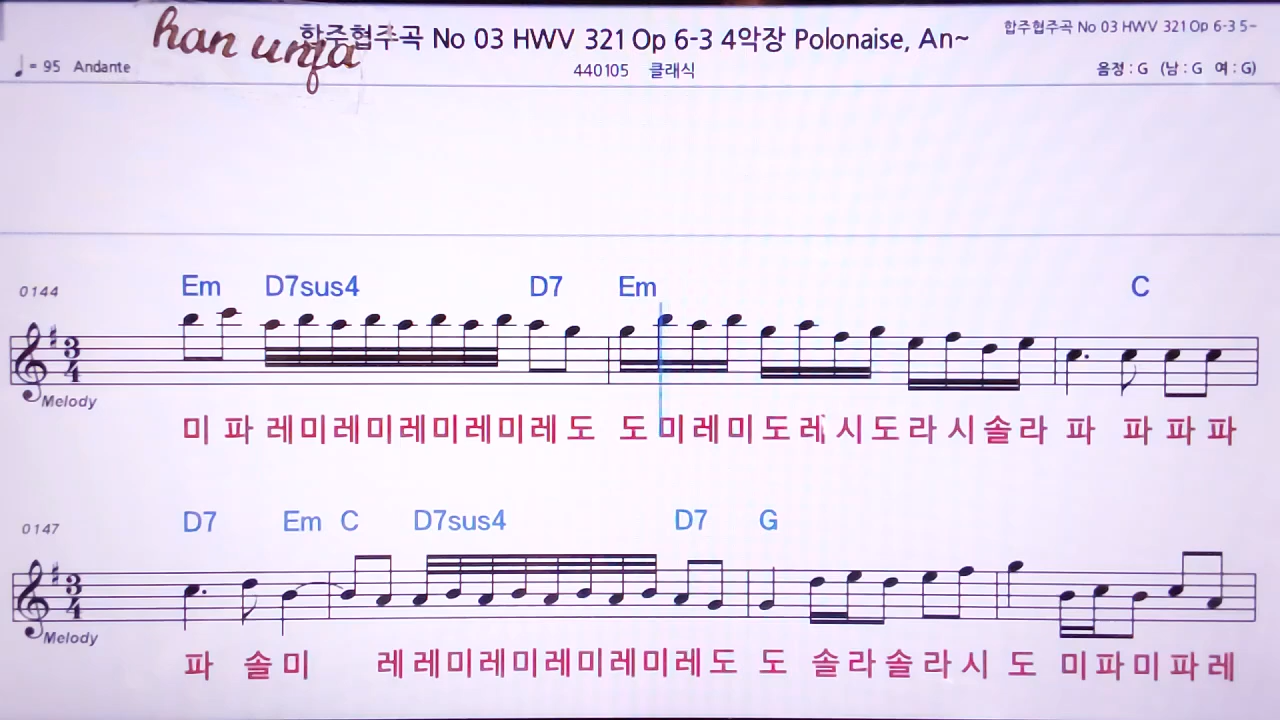 han unfa
합주협주곡 No 03 HWV 321 Op 6-3 4악장 Polonaise, An~
합주협주곡 No 03 HWV 321 Op 6-3 5~
♩= 95 Andante
440105 클래식
음정 : G (남 : G 여 : G)
0144
Em D7sus4 D7 Em C
3 4
Melody
미 파 레 미 레 미 레 미 레 미 레 도 도 미 레 미 도 레 시 도 라 시 솔 라 파 파 파 파
0147
D7 Em C D7sus4 D7 G
3 4
Melody
파 솔 미 레 레 미 레 미 레 미 레 미 레 도 도 솔 라 솔 라 시 도 미 파 미 파 레